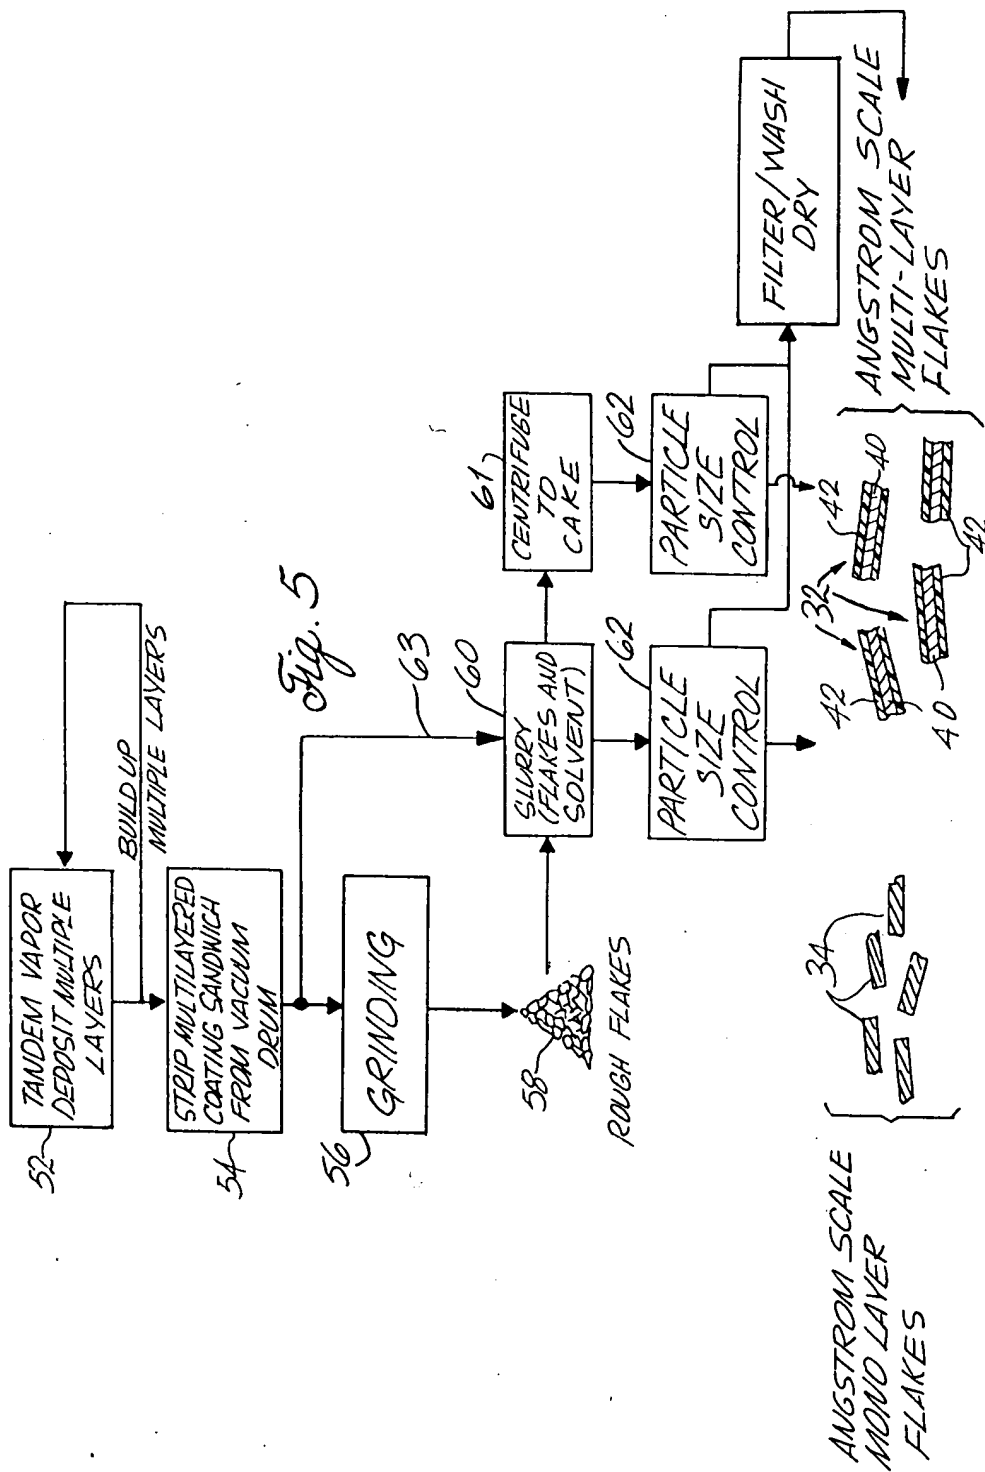 TANDEM VAPOR
DEPOSIT MULTIPLE
LAYERS
52
BUILD UP
MULTIPLE LAYERS
STRIP MULTILAYERED
COATING SANDWICH
FROM VACUUM
DRUM
54
Fig. 5
GRINDING
56
63
58
ROUGH FLAKES
60
SLURRY
(FLAKES AND
SOLVENT)
61
CENTRIFUGE
TO
CAKE
62
PARTICLE
SIZE
CONTROL
62
PARTICLE
SIZE
CONTROL
FILTER/WASH
DRY
ANGSTROM SCALE
MONO LAYER
FLAKES
34
42
32
42
40
40
42
ANGSTROM SCALE
MULTI-LAYER
FLAKES